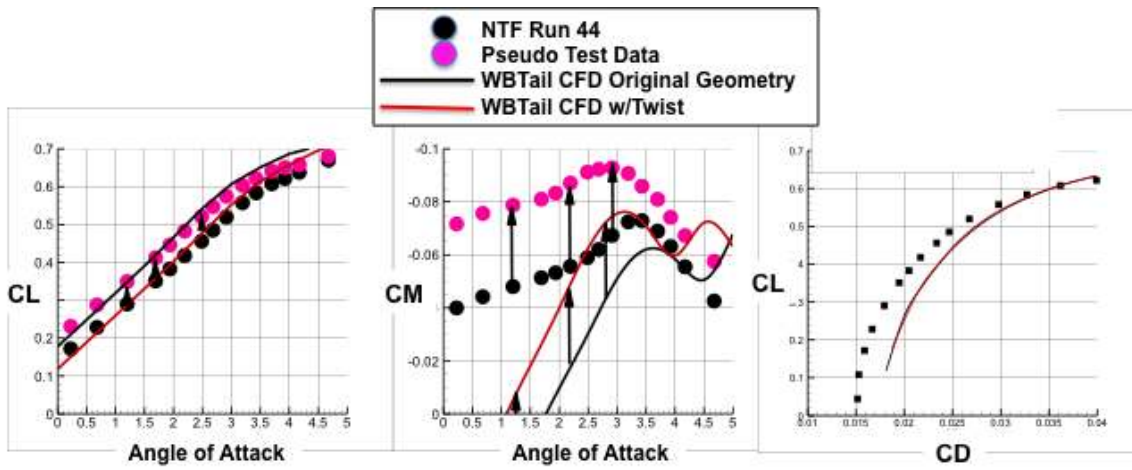 NTF Run 44
Pseudo Test Data
WBTail CFD Original Geometry
WBTail CFD w/Twist
0.7
0.6
0.5
0.4
CL
0.2
0.1
0
0 0.5 1 1.5 2 2.5 3 3.5 4 4.5 5
Angle of Attack
-0.1
-0.08
-0.06
CM
-0.02
0
0 0.5 1 1.5 2 2.5 3 3.5 4 4.5 5
Angle of Attack
0.7
0.6
0.5
CL
0.2
0.1
0
0.01 0.015 0.02 0.025 0.03 0.035 0.04
CD